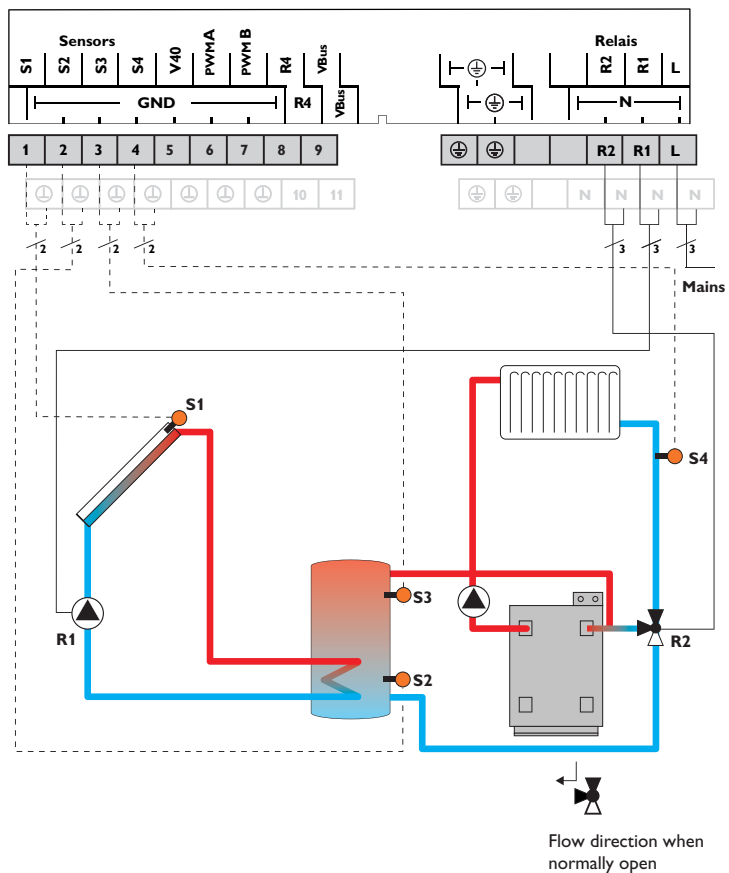 Sensors
Relais
S1 S2 S3 S4 V40 PWMA PWM B R4 VBus
R2 R1 L
GND R4 VBus
N
1 2 3 4 5 6 7 8 9
R2 R1 L
10 11
N N N N
2 2 2 2
3 3 3
Mains
S1
S4
S3
R1
R2
S2
Flow direction when
normally open